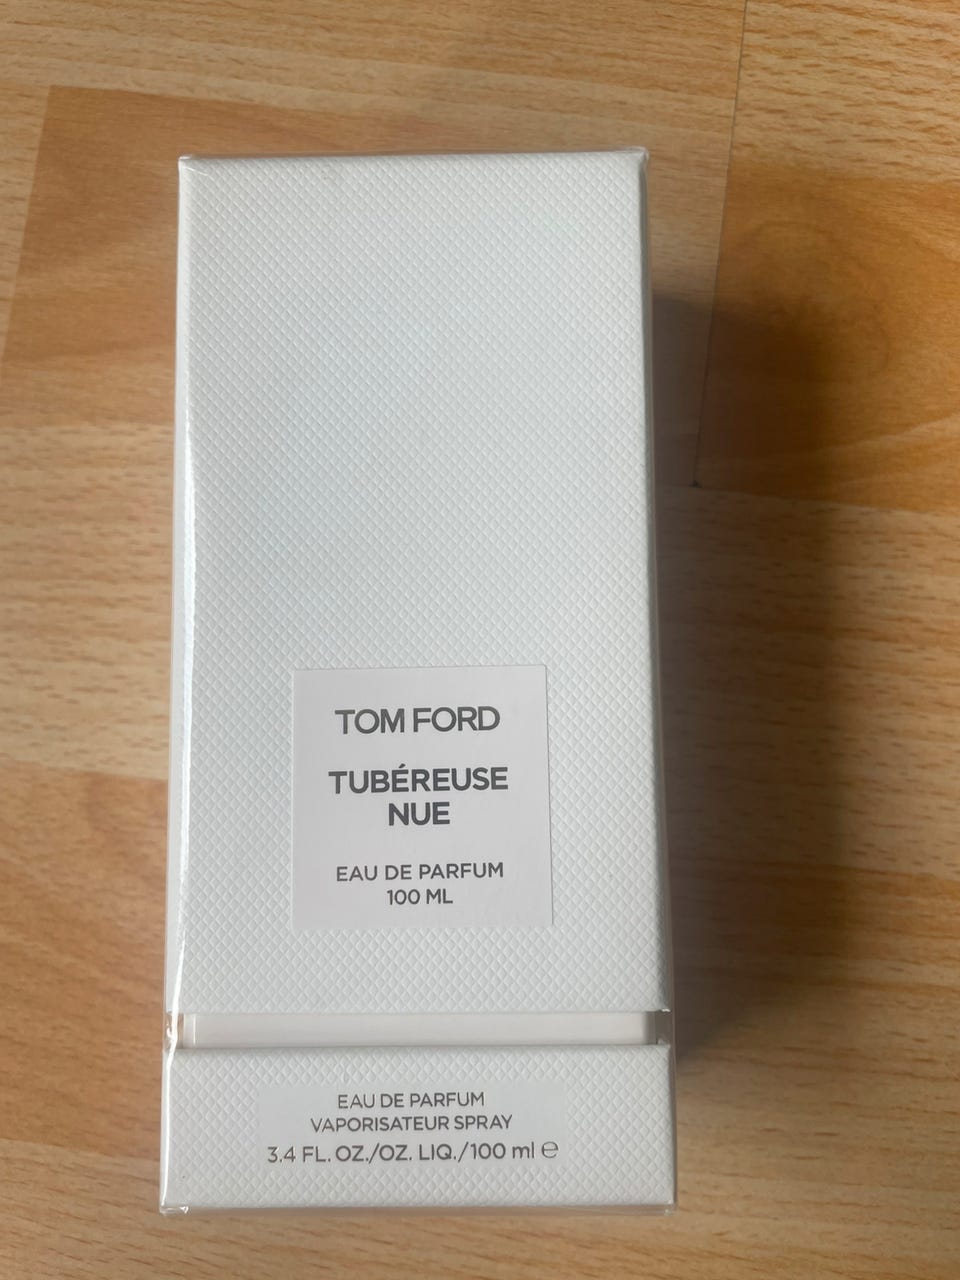 TOM FORD
TUBÉREUSE
NUE
EAU DE PARFUM
100 ML
EAU DE PARFUM
VAPORISATEUR SPRAY
3.4 FL. OZ./OZ. LIQ./100 ml ℮